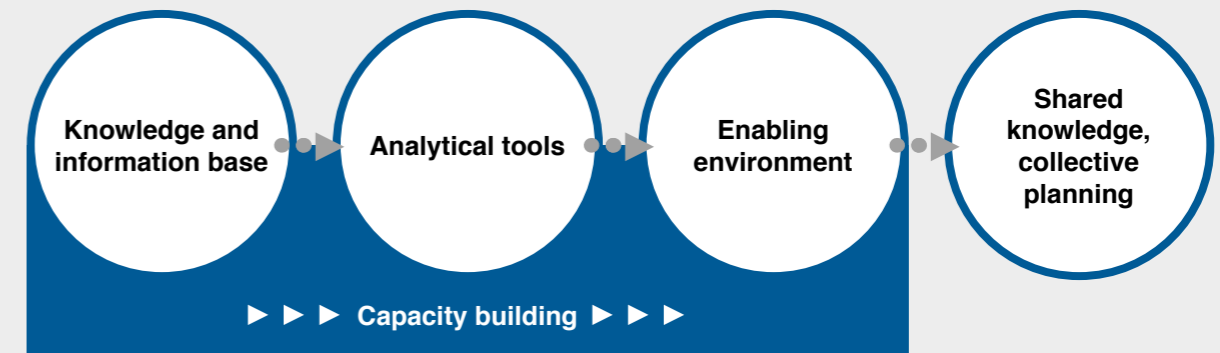 Knowledge and
information base
Analytical tools
Enabling
environment
Shared
knowledge,
collective
planning
Capacity building